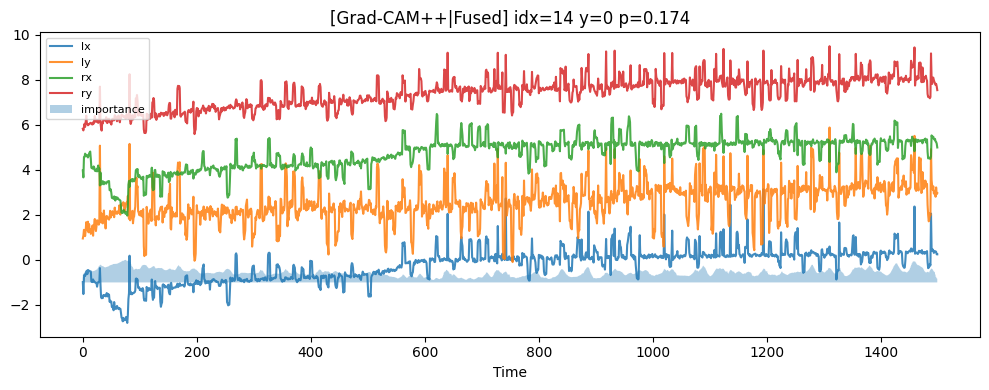 [Grad-CAM++|Fused] idx=14 y=0 p=0.174
lx
ly
rx
ry
importance
10
8
6
4
2
0
−2
0 200 400 600 800 1000 1200 1400
Time